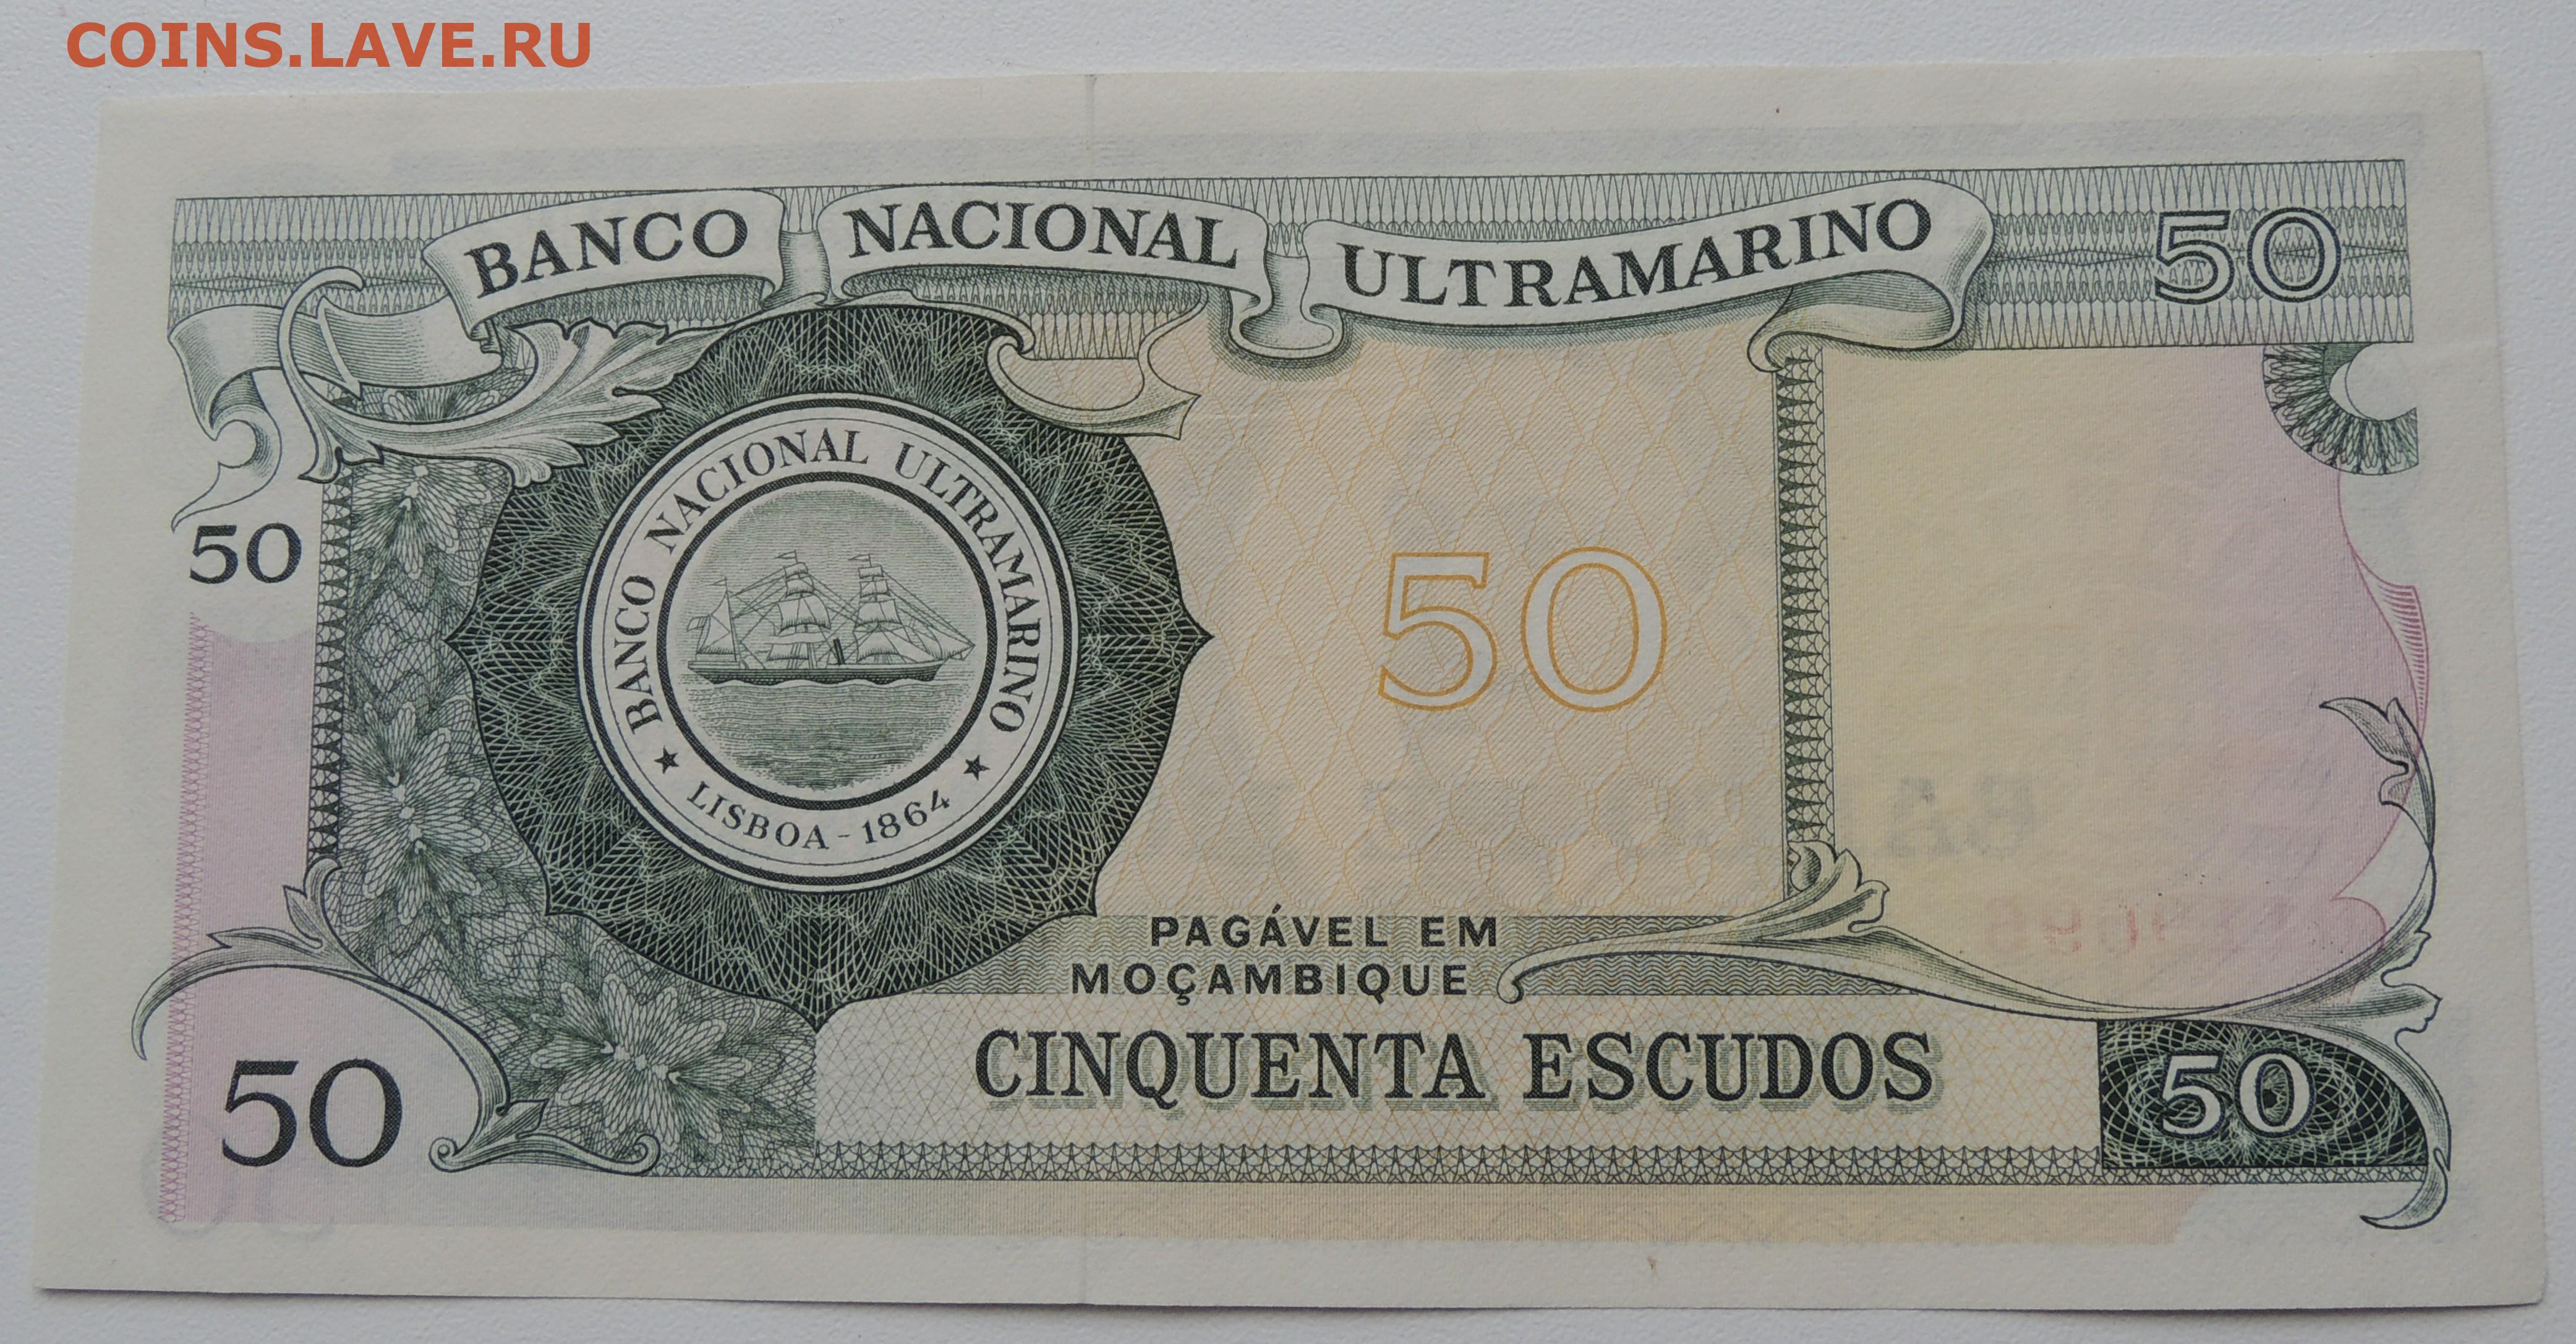 COINS.LAVE.RU
BANCO NACIONAL ULTRAMARINO
50
BANCO NACIONAL ULTRAMARINO
LISBOA - 1864
50
50
PAGÁVEL EM
MOÇAMBIQUE
CINQUENTA ESCUDOS
50
50